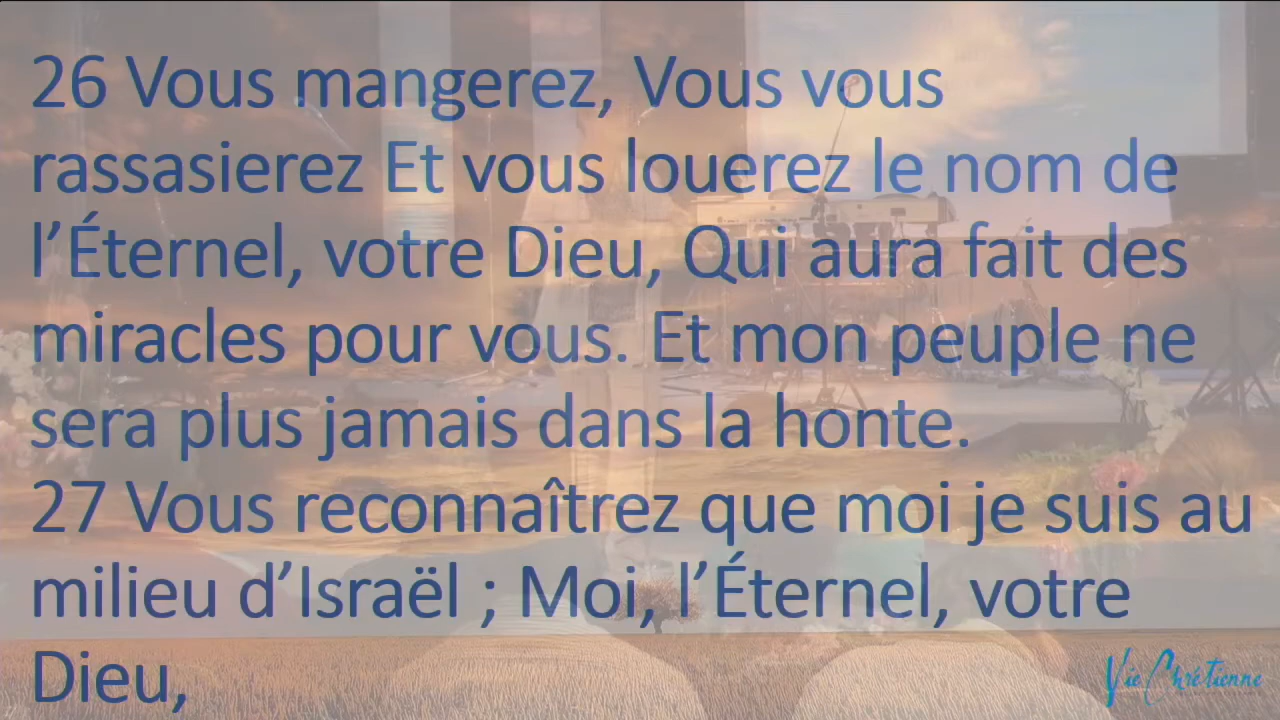 26 Vous mangerez, Vous vous
rassasierez Et vous louerez le nom de
l’Éternel, votre Dieu, Qui aura fait des
miracles pour vous. Et mon peuple ne
sera plus jamais dans la honte.
27 Vous reconnaîtrez que moi je suis au
milieu d’Israël ; Moi, l’Éternel, votre
Dieu,
Vie Chrétienne